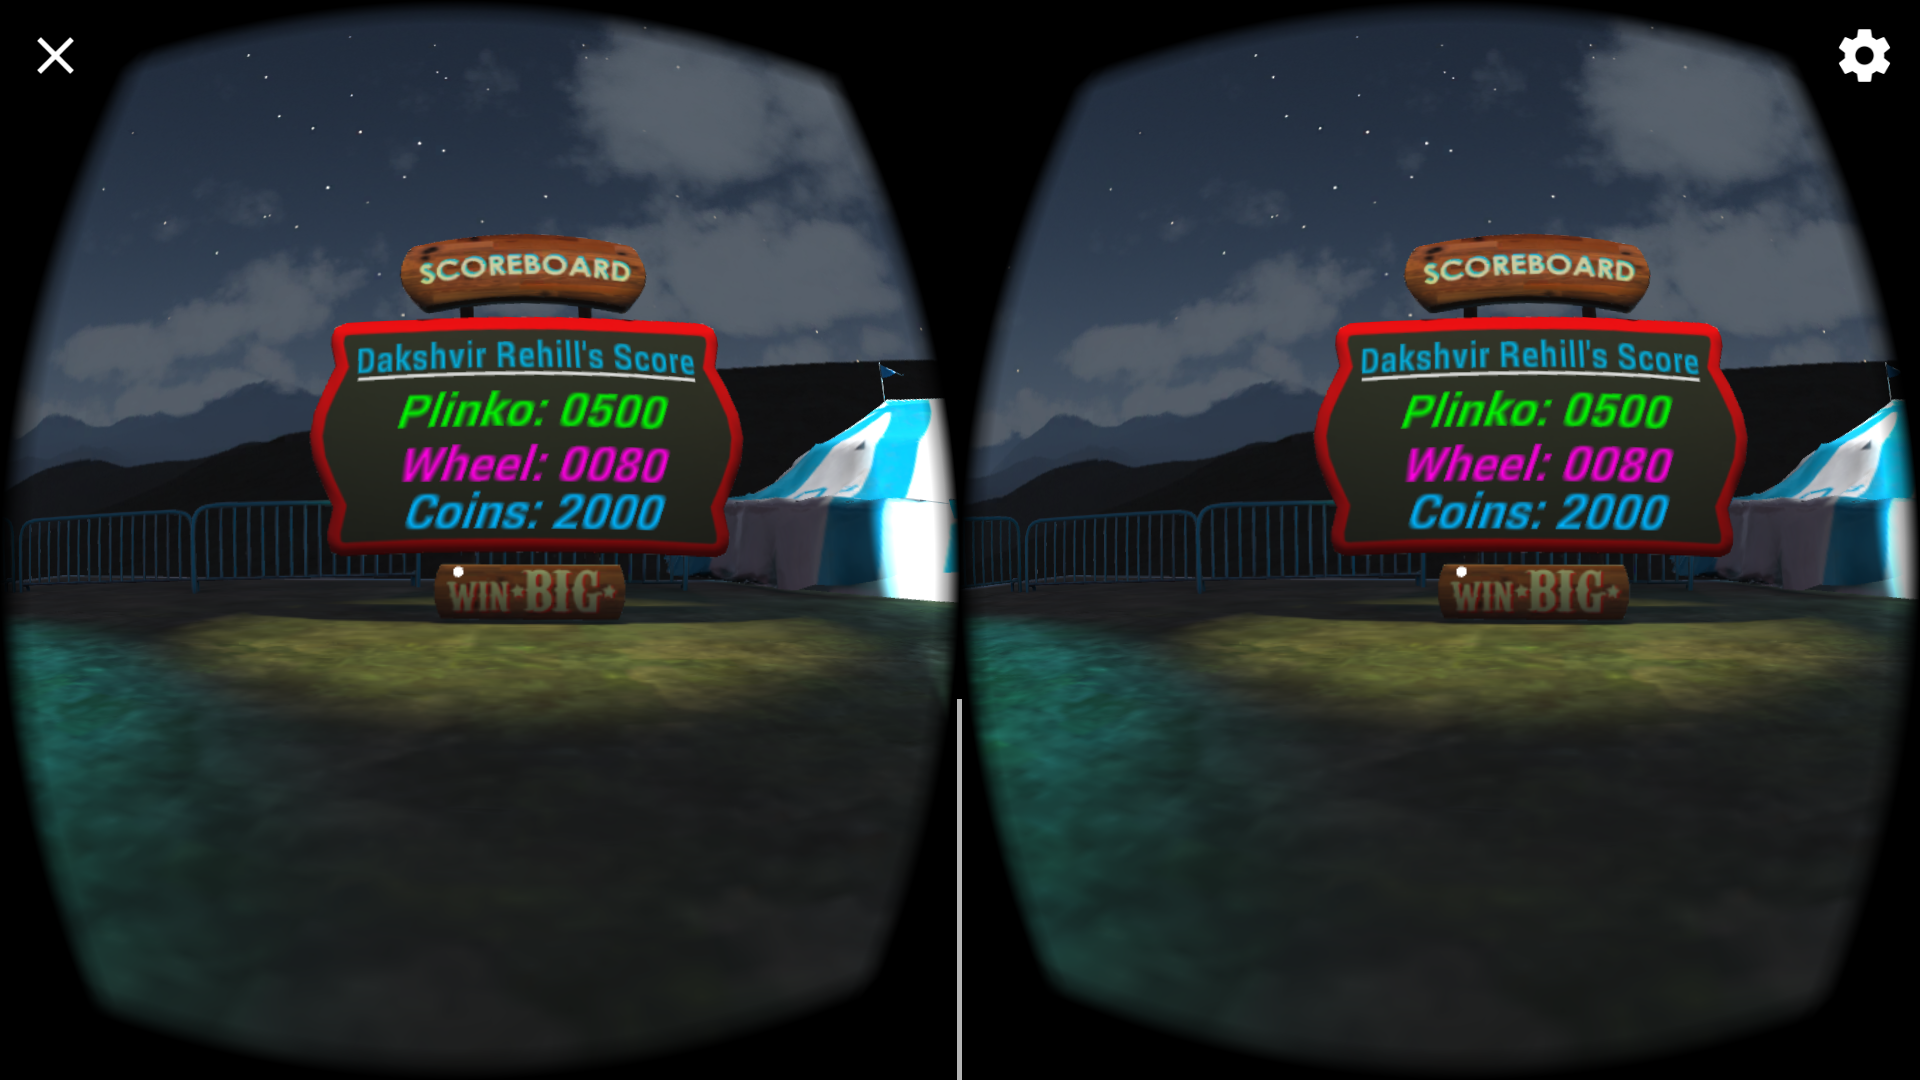 SCOREBOARD
Dakshvir Rehill's Score
Plinko: 0500
Wheel: 0080
Coins: 2000
WIN★BIG★
SCOREBOARD
Dakshvir Rehill's Score
Plinko: 0500
Wheel: 0080
Coins: 2000
WIN★BIG★